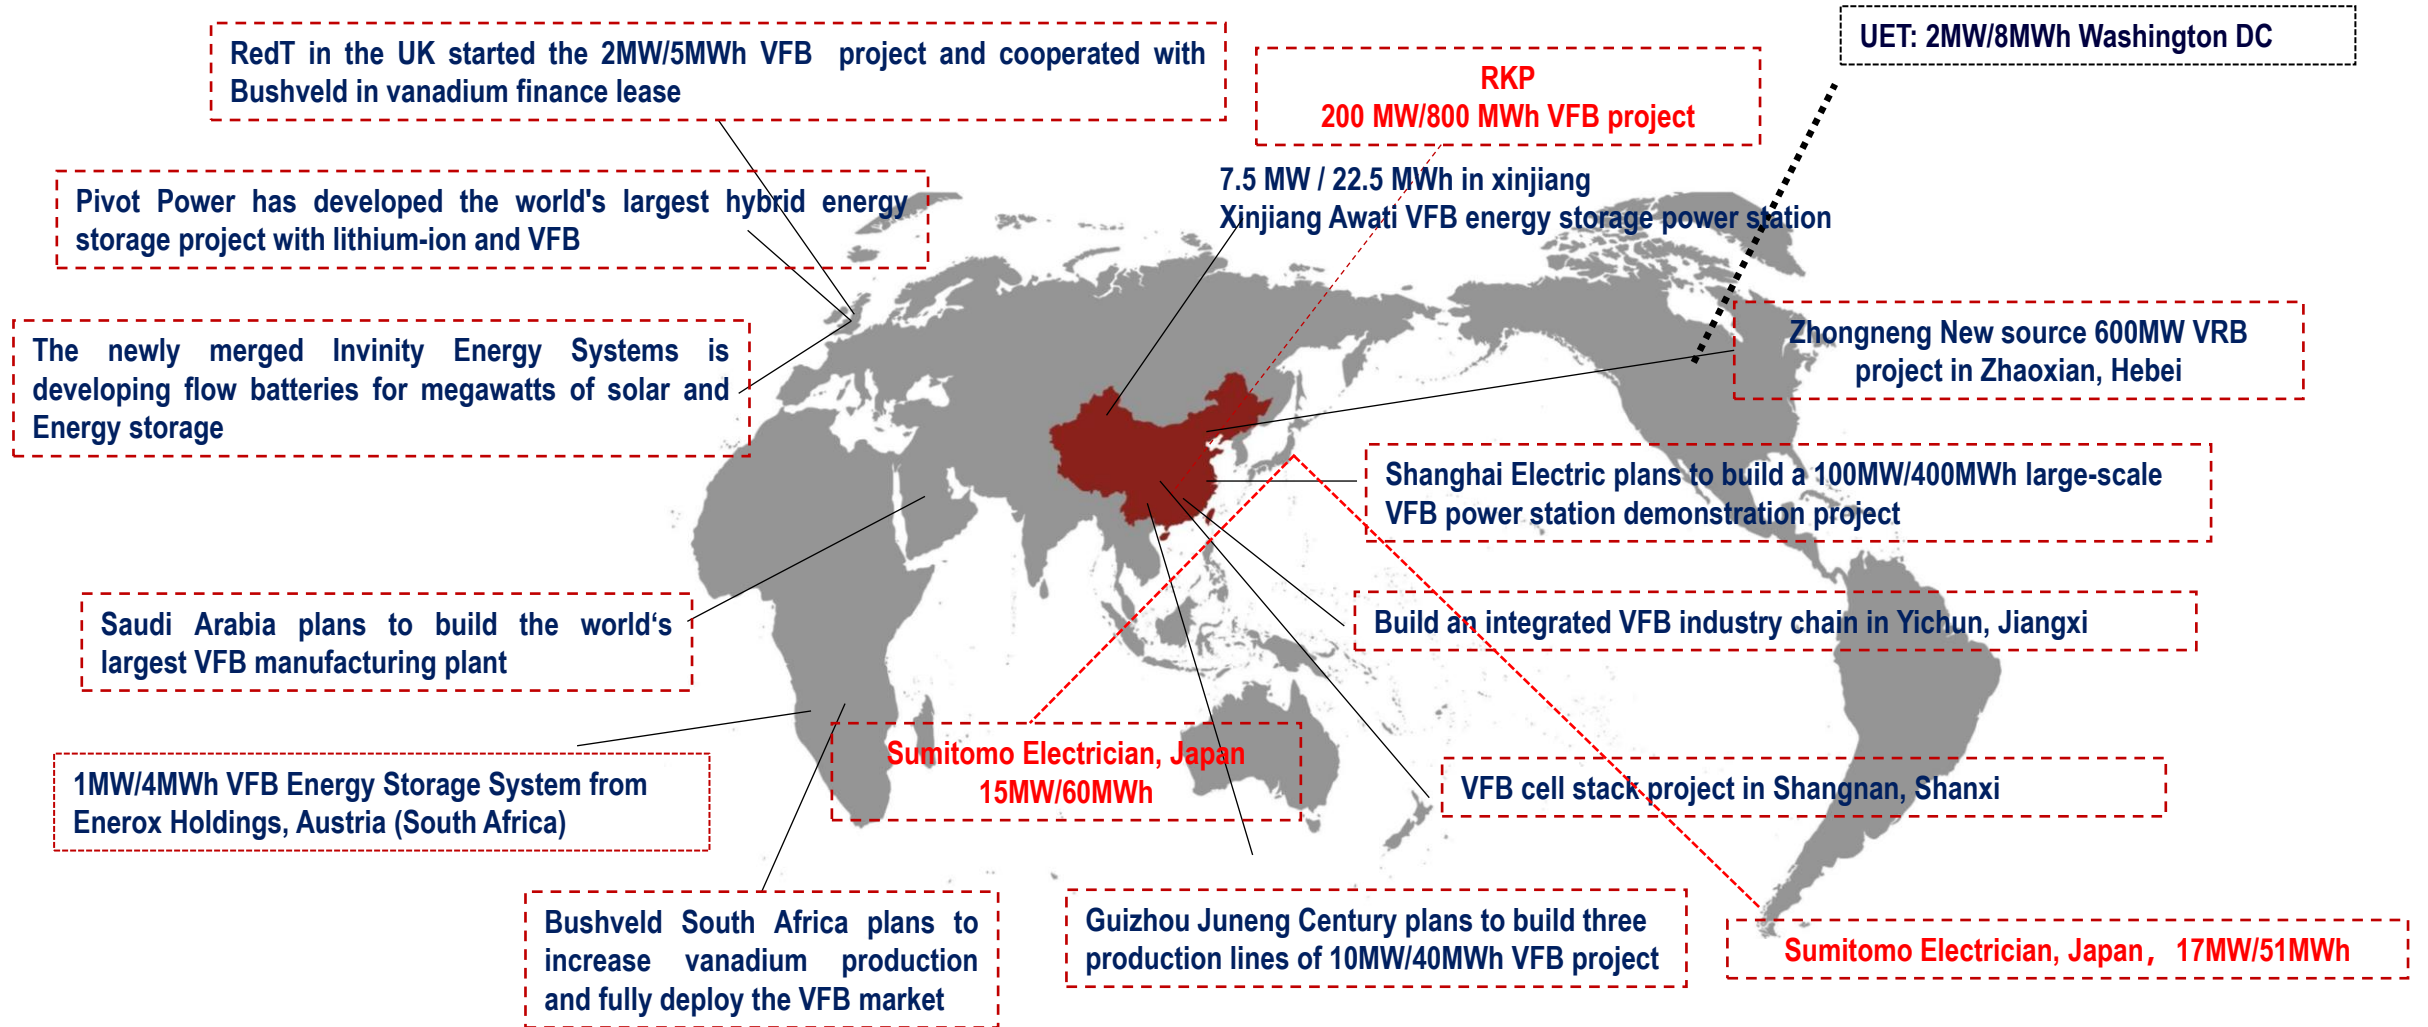 UET: 2MW/8MWh Washington DC
RedT in the UK started the 2MW/5MWh VFB project and cooperated with
Bushveld in vanadium finance lease
RKP
200 MW/800 MWh VFB project
7.5 MW / 22.5 MWh in xinjiang
Xinjiang Awati VFB energy storage power station
Pivot Power has developed the world's largest hybrid energy
storage project with lithium-ion and VFB
The newly merged Invinity Energy Systems is
developing flow batteries for megawatts of solar and
Energy storage
Zhongneng New source 600MW VRB
project in Zhaoxian, Hebei
Shanghai Electric plans to build a 100MW/400MWh large-scale
VFB power station demonstration project
Saudi Arabia plans to build the world‘s
largest VFB manufacturing plant
Build an integrated VFB industry chain in Yichun, Jiangxi
1MW/4MWh VFB Energy Storage System from
Enerox Holdings, Austria (South Africa)
Sumitomo Electrician, Japan
15MW/60MWh
VFB cell stack project in Shangnan, Shanxi
Bushveld South Africa plans to
increase vanadium production
and fully deploy the VFB market
Guizhou Juneng Century plans to build three
production lines of 10MW/40MWh VFB project
Sumitomo Electrician, Japan，17MW/51MWh